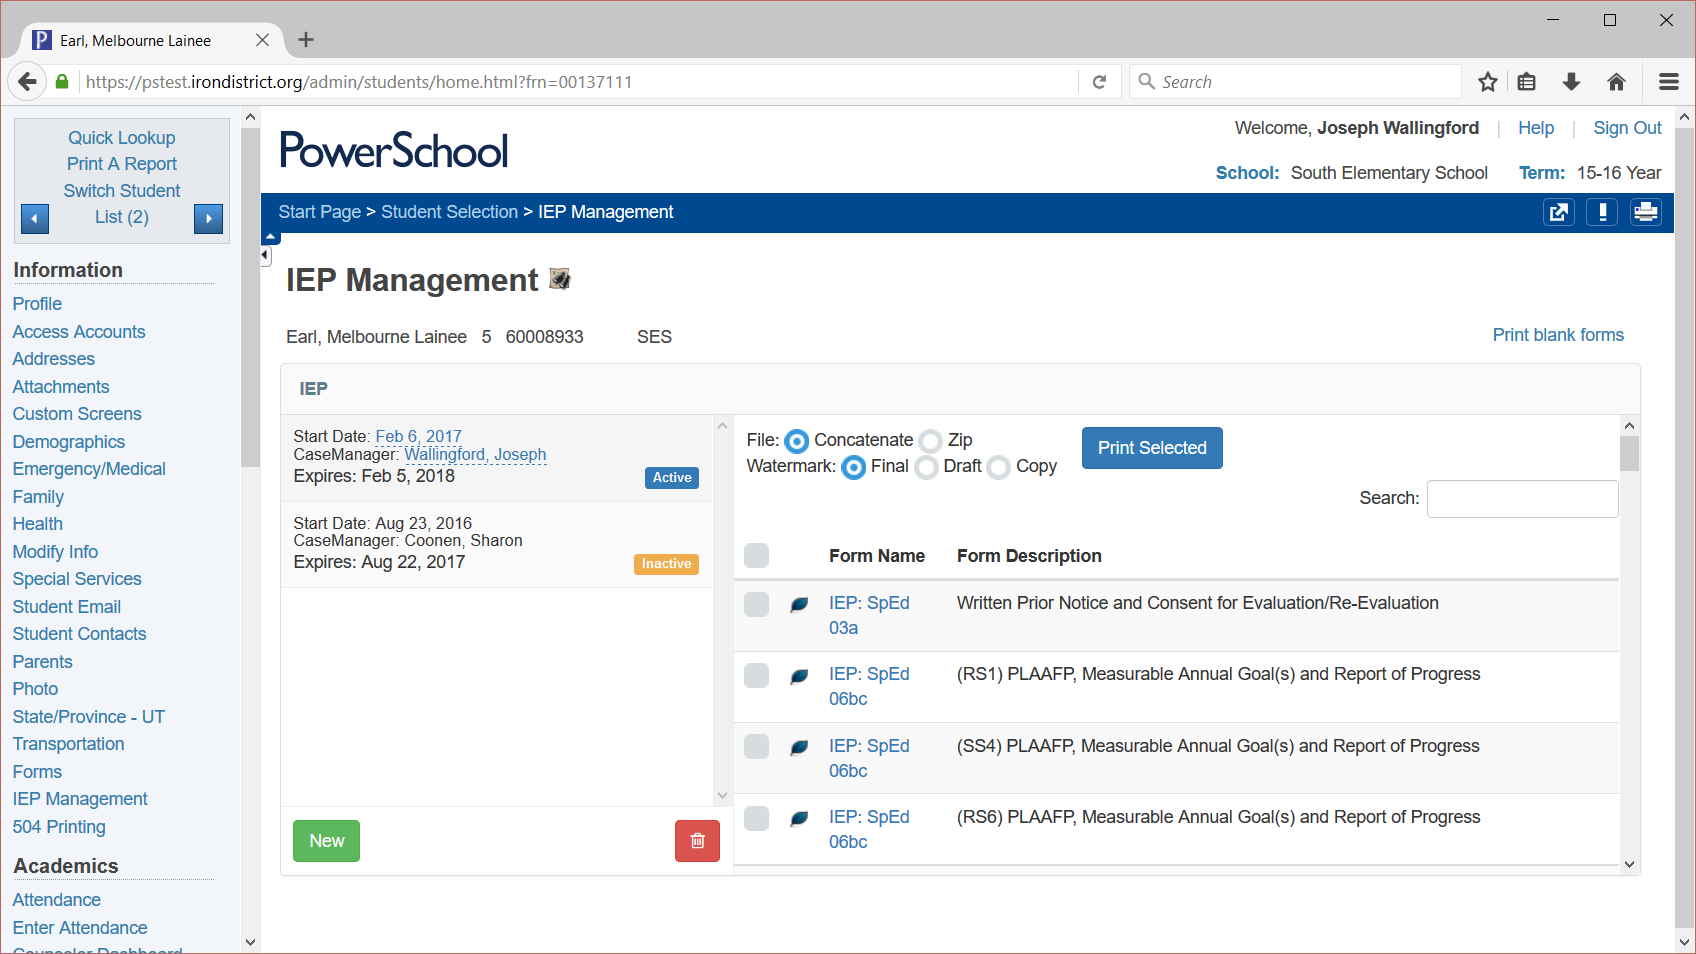 Earl, Melbourne Lainee
https://pstest.irondistrict.org/admin/students/home.html?frn=00137111
Search
Quick Lookup
Print A Report
Switch Student
List (2)
Information
Profile
Access Accounts
Addresses
Attachments
Custom Screens
Demographics
Emergency/Medical
Family
Health
Modify Info
Special Services
Student Email
Student Contacts
Parents
Photo
State/Province - UT
Transportation
Forms
IEP Management
504 Printing
Academics
Attendance
Enter Attendance
Counselor Dashboard
PowerSchool
Welcome, Joseph Wallingford | Help | Sign Out
School: South Elementary School Term: 15-16 Year
Start Page > Student Selection > IEP Management
IEP Management
Earl, Melbourne Lainee 5 60008933 SES
Print blank forms
IEP
Start Date: Feb 6, 2017
CaseManager: Wallingford, Joseph
Expires: Feb 5, 2018
Active
Start Date: Aug 23, 2016
CaseManager: Coonen, Sharon
Expires: Aug 22, 2017
Inactive
New
File: Concatenate Zip
Watermark: Final Draft Copy
Print Selected
Search:
Form Name Form Description
IEP: SpEd Written Prior Notice and Consent for Evaluation/Re-Evaluation
03a
IEP: SpEd (RS1) PLAAFP, Measurable Annual Goal(s) and Report of Progress
06bc
IEP: SpEd (SS4) PLAAFP, Measurable Annual Goal(s) and Report of Progress
06bc
IEP: SpEd (RS6) PLAAFP, Measurable Annual Goal(s) and Report of Progress
06bc